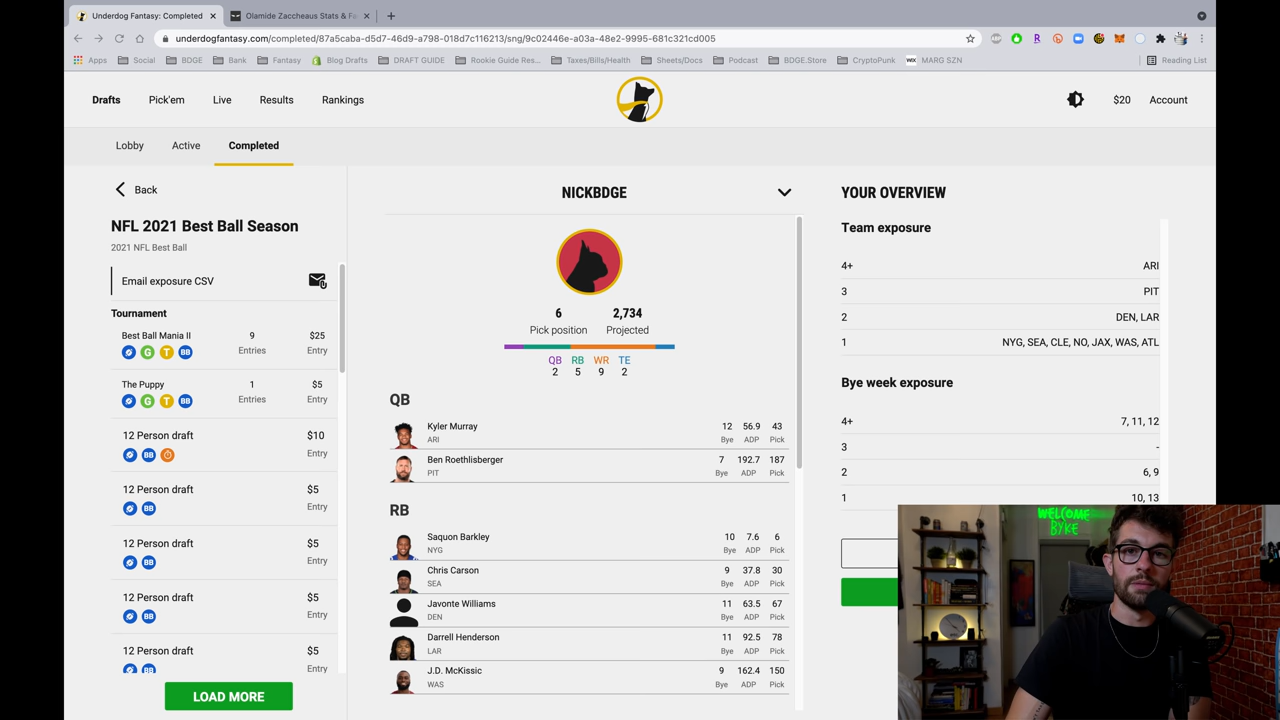 Underdog Fantasy: Completed
Olamide Zaccheaus Stats & Fa
underdogfantasy.com/completed/87a5caba-d5d7-46d9-a798-018d7c116213/sng/9c02446e-a03a-48e2-9995-681c321cd005
Apps Social BDGE Bank Fantasy Blog Drafts DRAFT GUIDE Rookie Guide Res... Taxes/Bills/Health Sheets/Docs Podcast BDGE.Store CryptoPunk WIX MARG SZN Reading List
Drafts Pick'em Live Results Rankings $20 Account
Lobby Active Completed
Back
NFL 2021 Best Ball Season
2021 NFL Best Ball
Email exposure CSV
Tournament
Best Ball Mania II 9 $25
G T BB Entries Entry
The Puppy 1 $5
G T BB Entries Entry
12 Person draft $10
BB Entry
12 Person draft $5
BB Entry
12 Person draft $5
BB Entry
12 Person draft $5
BB Entry
12 Person draft $5
BB Entry
LOAD MORE
NICKBDGE
6 2,734
Pick position Projected
QB RB WR TE
2 5 9 2
QB
Kyler Murray 12 56.9 43
ARI Bye ADP Pick
Ben Roethlisberger 7 192.7 187
PIT Bye ADP Pick
RB
Saquon Barkley 10 7.6 6
NYG Bye ADP Pick
Chris Carson 9 37.8 30
SEA Bye ADP Pick
Javonte Williams 11 63.5 67
DEN Bye ADP Pick
Darrell Henderson 11 92.5 78
LAR Bye ADP Pick
J.D. McKissic 9 162.4 150
WAS Bye ADP Pick
YOUR OVERVIEW
Team exposure
4+ ARI
3 PIT
2 DEN, LAR
1 NYG, SEA, CLE, NO, JAX, WAS, ATL
Bye week exposure
4+ 7, 11, 12
3 -
2 6, 9
1 10, 13
WELCOME
BYKE